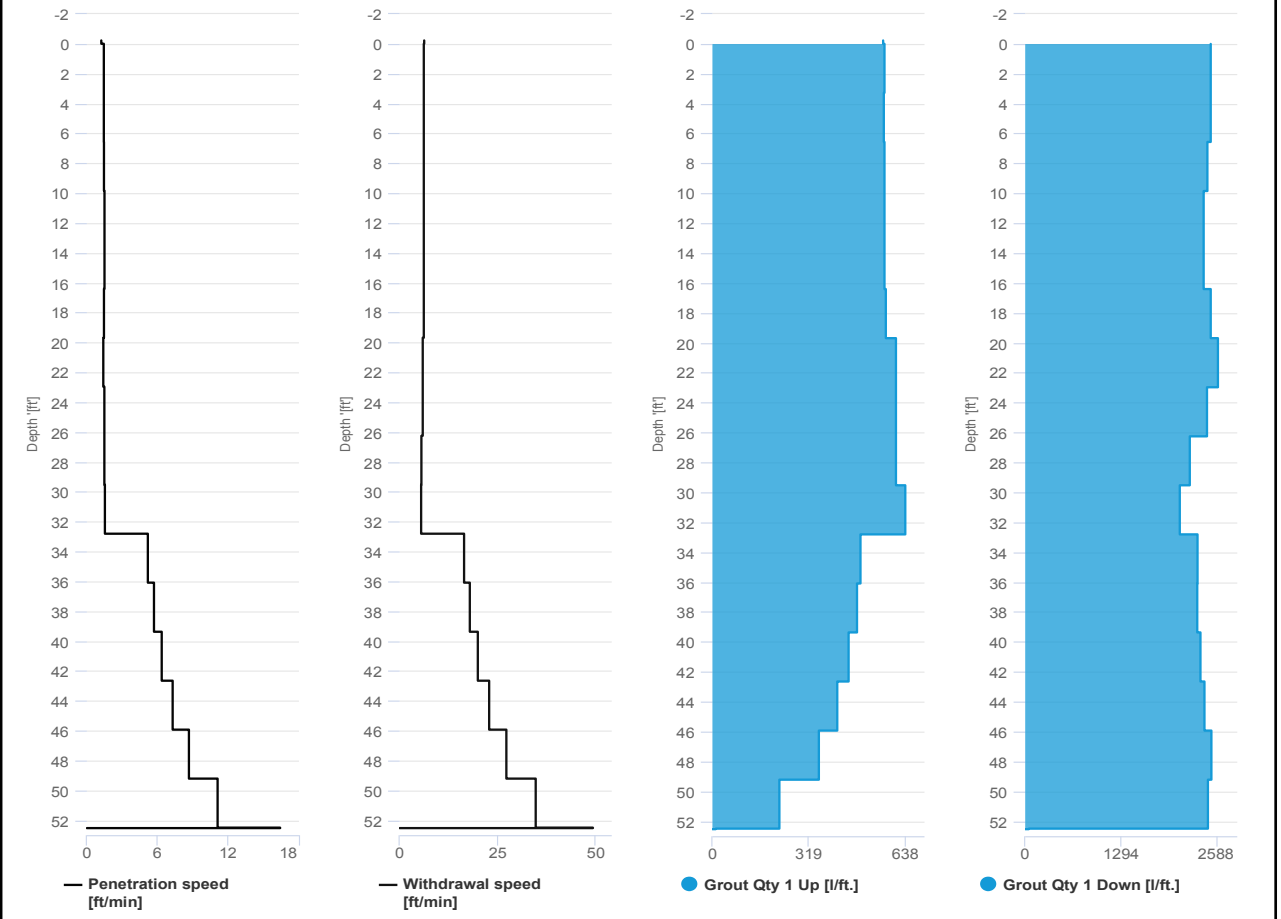 -2 -2 -2 -2
0 0 0 0
2 2 2 2
4 4 4 4
6 6 6 6
8 8 8 8
10 10 10 10
12 12 12 12
14 14 14 14
16 16 16 16
18 18 18 18
20 20 20 20
22 22 22 22
24 24 24 24
26 26 26 26
28 28 28 28
30 30 30 30
32 32 32 32
34 34 34 34
36 36 36 36
38 38 38 38
40 40 40 40
42 42 42 42
44 44 44 44
46 46 46 46
48 48 48 48
50 50 50 50
52 52 52 52
Depth '[ft]' Depth '[ft]' Depth '[ft]' Depth '[ft]'
0 6 12 18 0 25 50 0 319 638 0 1294 2588
Penetration speed
[ft/min]
Withdrawal speed
[ft/min]
Grout Qty 1 Up [l/ft.]
Grout Qty 1 Down [l/ft.]